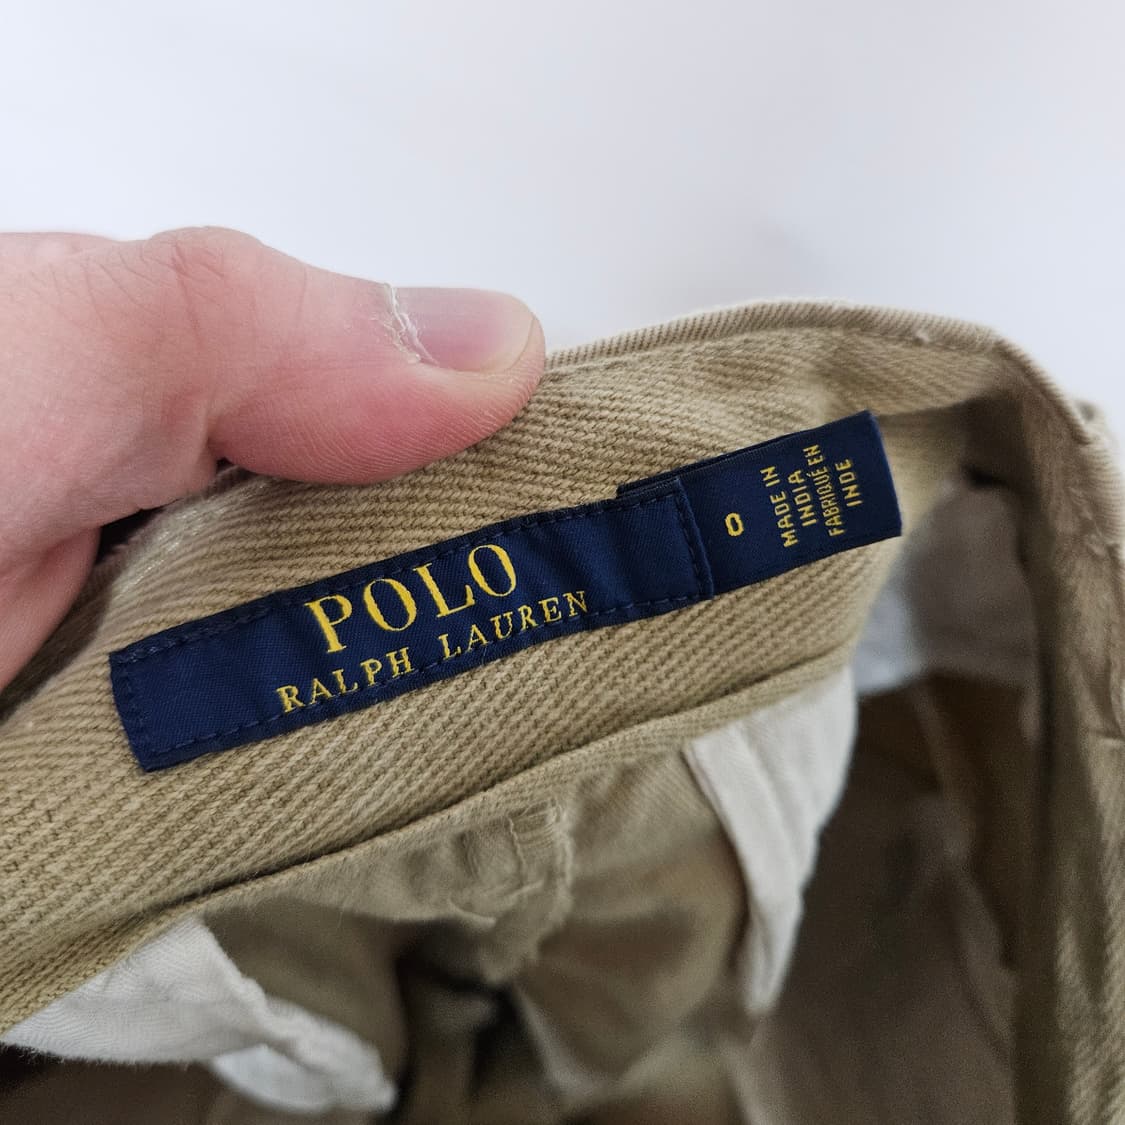 POLO
RALPH LAUREN
0
MADE IN
INDIA
FABRIQUÉ EN
INDE